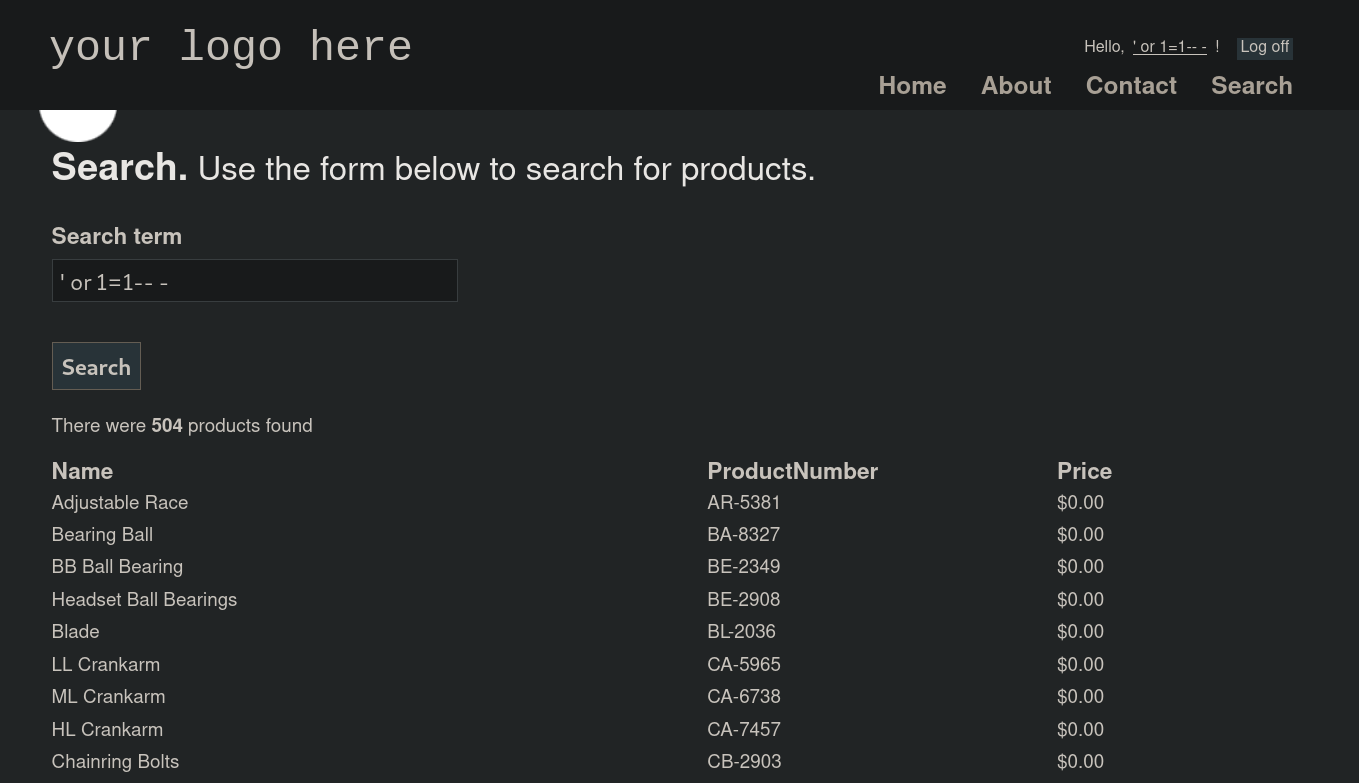 your logo here
Hello, ' or 1=1-- - ! Log off
Home About Contact Search
Search. Use the form below to search for products.
Search term
' or 1=1-- -
Search
There were 504 products found
Name ProductNumber Price
Adjustable Race AR-5381 $0.00
Bearing Ball BA-8327 $0.00
BB Ball Bearing BE-2349 $0.00
Headset Ball Bearings BE-2908 $0.00
Blade BL-2036 $0.00
LL Crankarm CA-5965 $0.00
ML Crankarm CA-6738 $0.00
HL Crankarm CA-7457 $0.00
Chainring Bolts CB-2903 $0.00